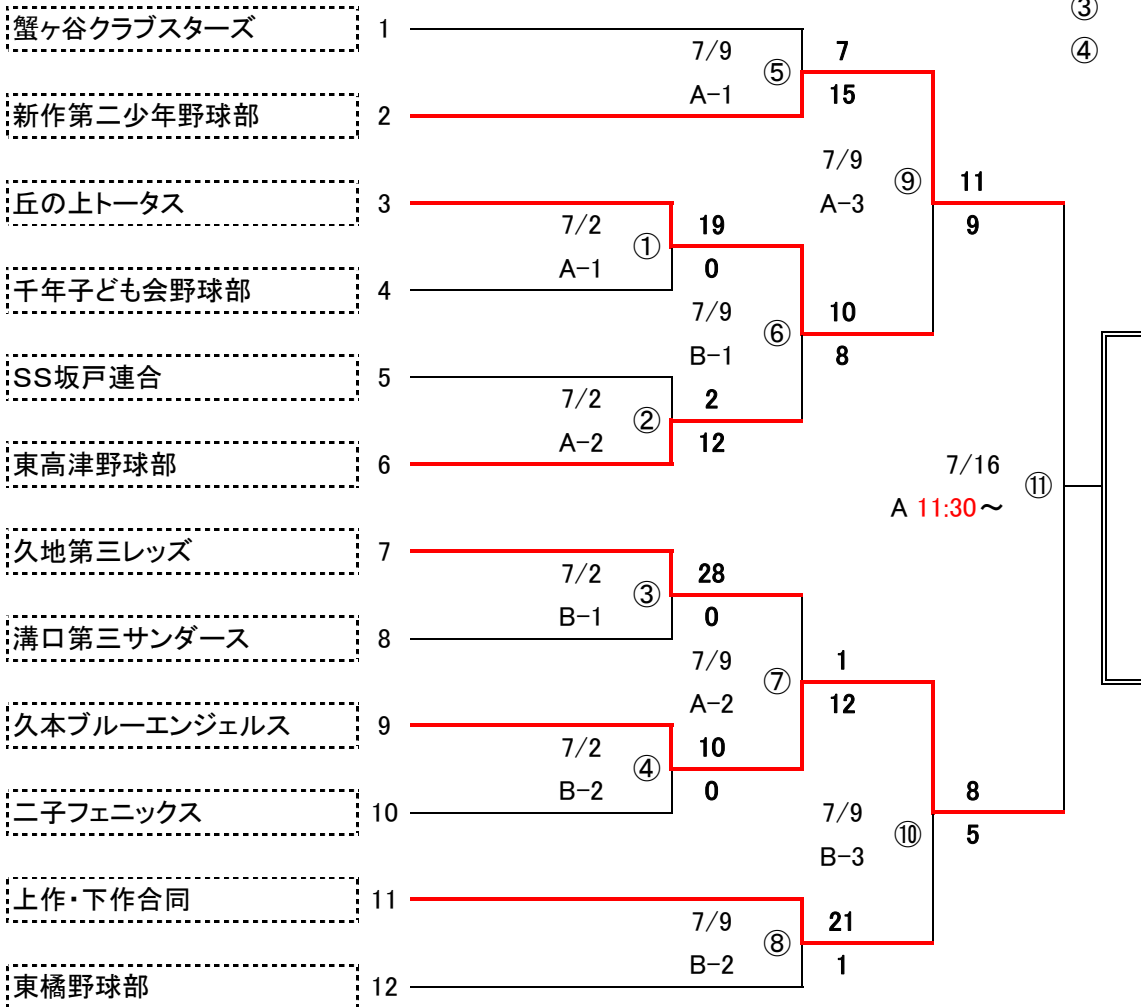 ③
④
蟹ヶ谷クラブスターズ 1
7/9 ⑤ 7
A-1 15
新作第二少年野球部 2
7/9 ⑨ 11
A-3 9
丘の上トータス 3
7/2 ① 19
A-1 0
千年子ども会野球部 4
7/9 ⑥ 10
B-1 8
SS坂戸連合 5
7/2 ② 2
A-2 12
東高津野球部 6
7/16 ⑪
A 11:30～
久地第三レッズ 7
7/2 ③ 28
B-1 0
溝口第三サンダース 8
7/9 ⑦ 1
A-2 12
久本ブルーエンジェルス 9
7/2 ④ 10
B-2 0
二子フェニックス 10
7/9 ⑩ 8
B-3 5
上作・下作合同 11
7/9 ⑧ 21
B-2 1
東橘野球部 12